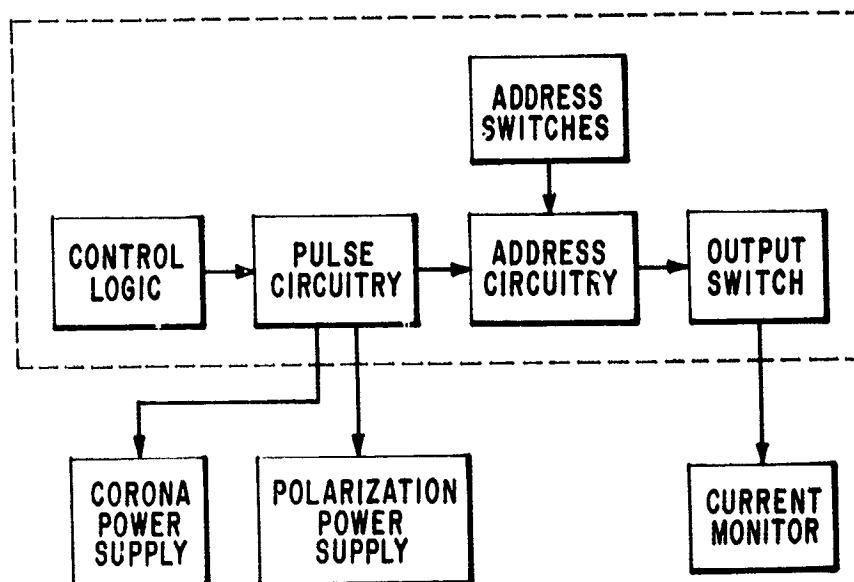 ADDRESS
SWITCHES
CONTROL
LOGIC
PULSE
CIRCUITRY
ADDRESS
CIRCUITRY
OUTPUT
SWITCH
CORONA
POWER
SUPPLY
POLARIZATION
POWER
SUPPLY
CURRENT
MONITOR